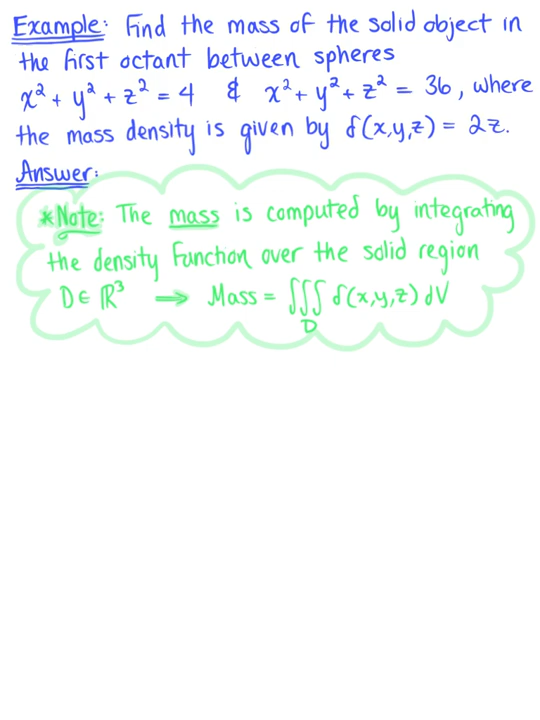 Example: Find the mass of the solid object in
the first octant between spheres
x² + y² + z² = 4 & x² + y² + z² = 36, where
the mass density is given by δ(x,y,z) = 2z.
Answer:
*Note: The mass is computed by integrating
the density function over the solid region
D∈ℝ³ ⟹ Mass = ∭_D δ(x,y,z) dV